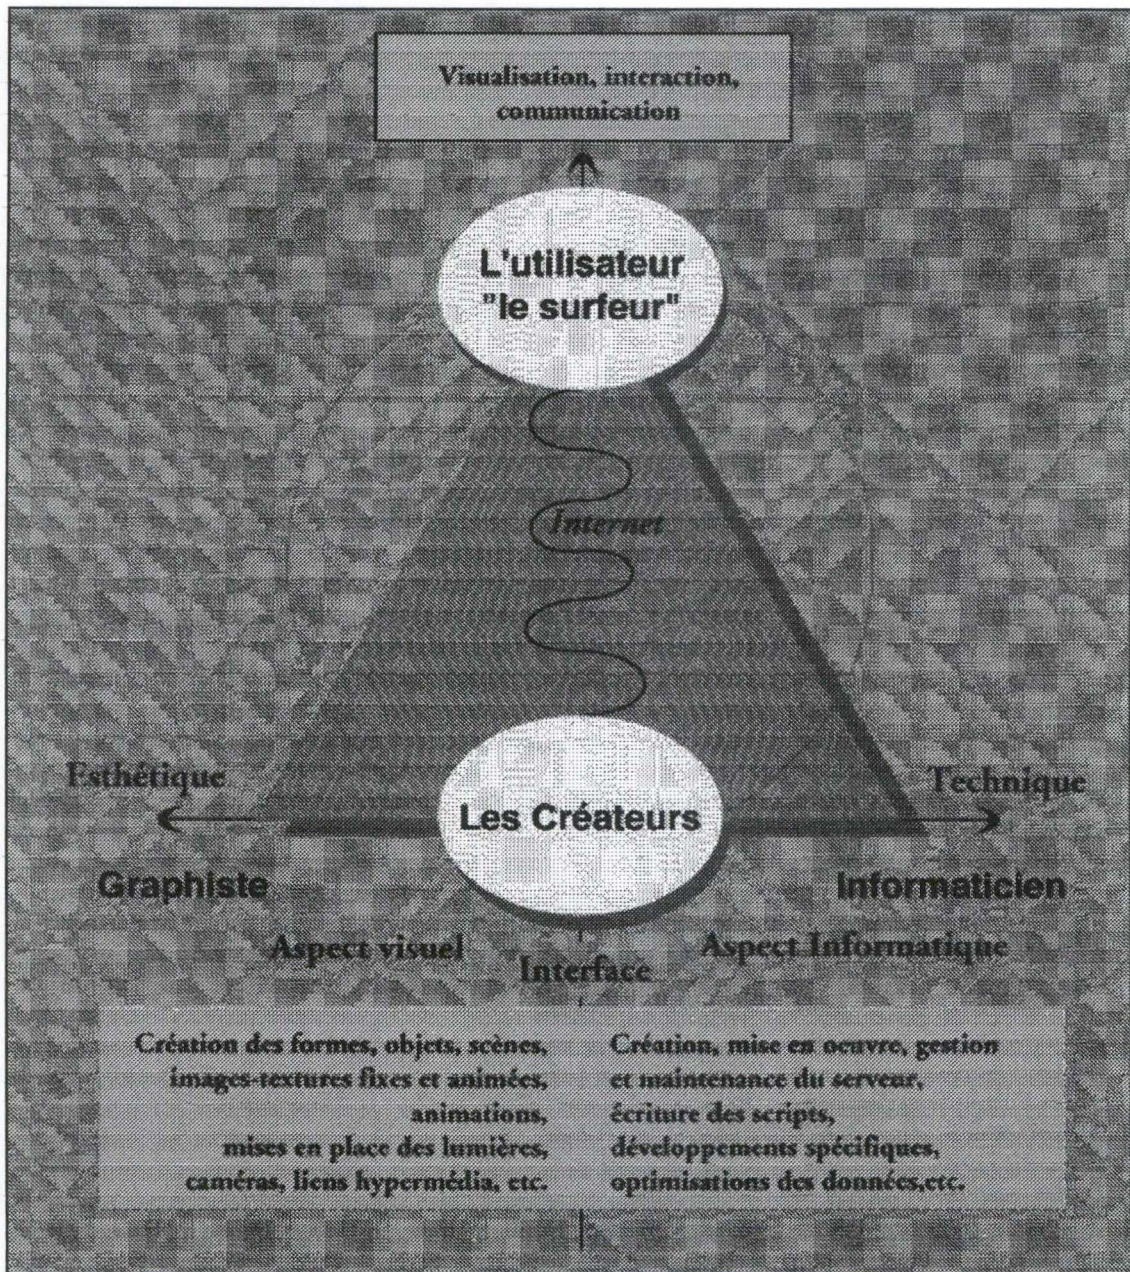 Visualisation, interaction,
communication
L'utilisateur
"le surfeur"
Internet
Esthétique
Technique
Les Créateurs
Graphiste
Informaticien
Aspect visuel
Interface
Aspect Informatique
Création des formes, objets, scènes,
images-textures fixes et animées,
animations,
mises en place des lumières,
caméras, liens hypermédia, etc.
Création, mise en oeuvre, gestion
et maintenance du serveur,
écriture des scripts,
développements spécifiques,
optimisations des données,etc.